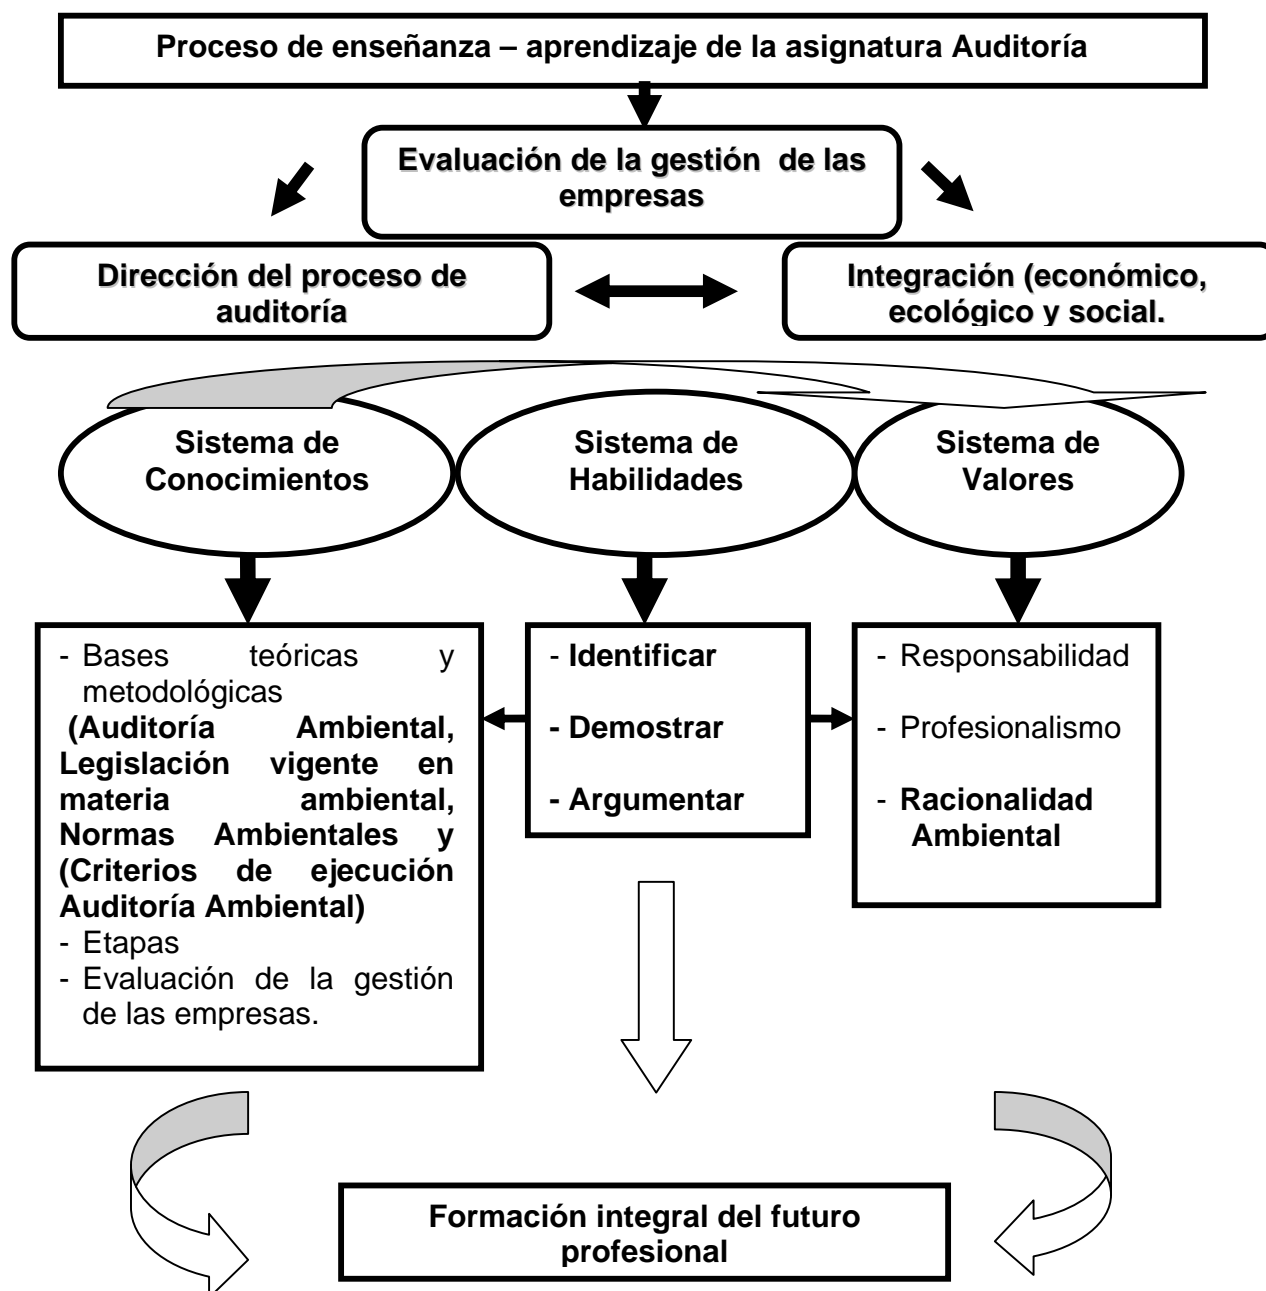 Proceso de enseñanza – aprendizaje de la asignatura Auditoría
Evaluación de la gestión de las
empresas
Dirección del proceso de
auditoría
Integración (económico,
ecológico y social.
Sistema de
Conocimientos
Sistema de
Habilidades
Sistema de
Valores
- Bases teóricas y
metodológicas
(Auditoría Ambiental,
Legislación vigente en
materia ambiental,
Normas Ambientales y
(Criterios de ejecución
Auditoría Ambiental)
- Etapas
- Evaluación de la gestión
de las empresas.
- Identificar
- Demostrar
- Argumentar
- Responsabilidad
- Profesionalismo
- Racionalidad
Ambiental
Formación integral del futuro
profesional